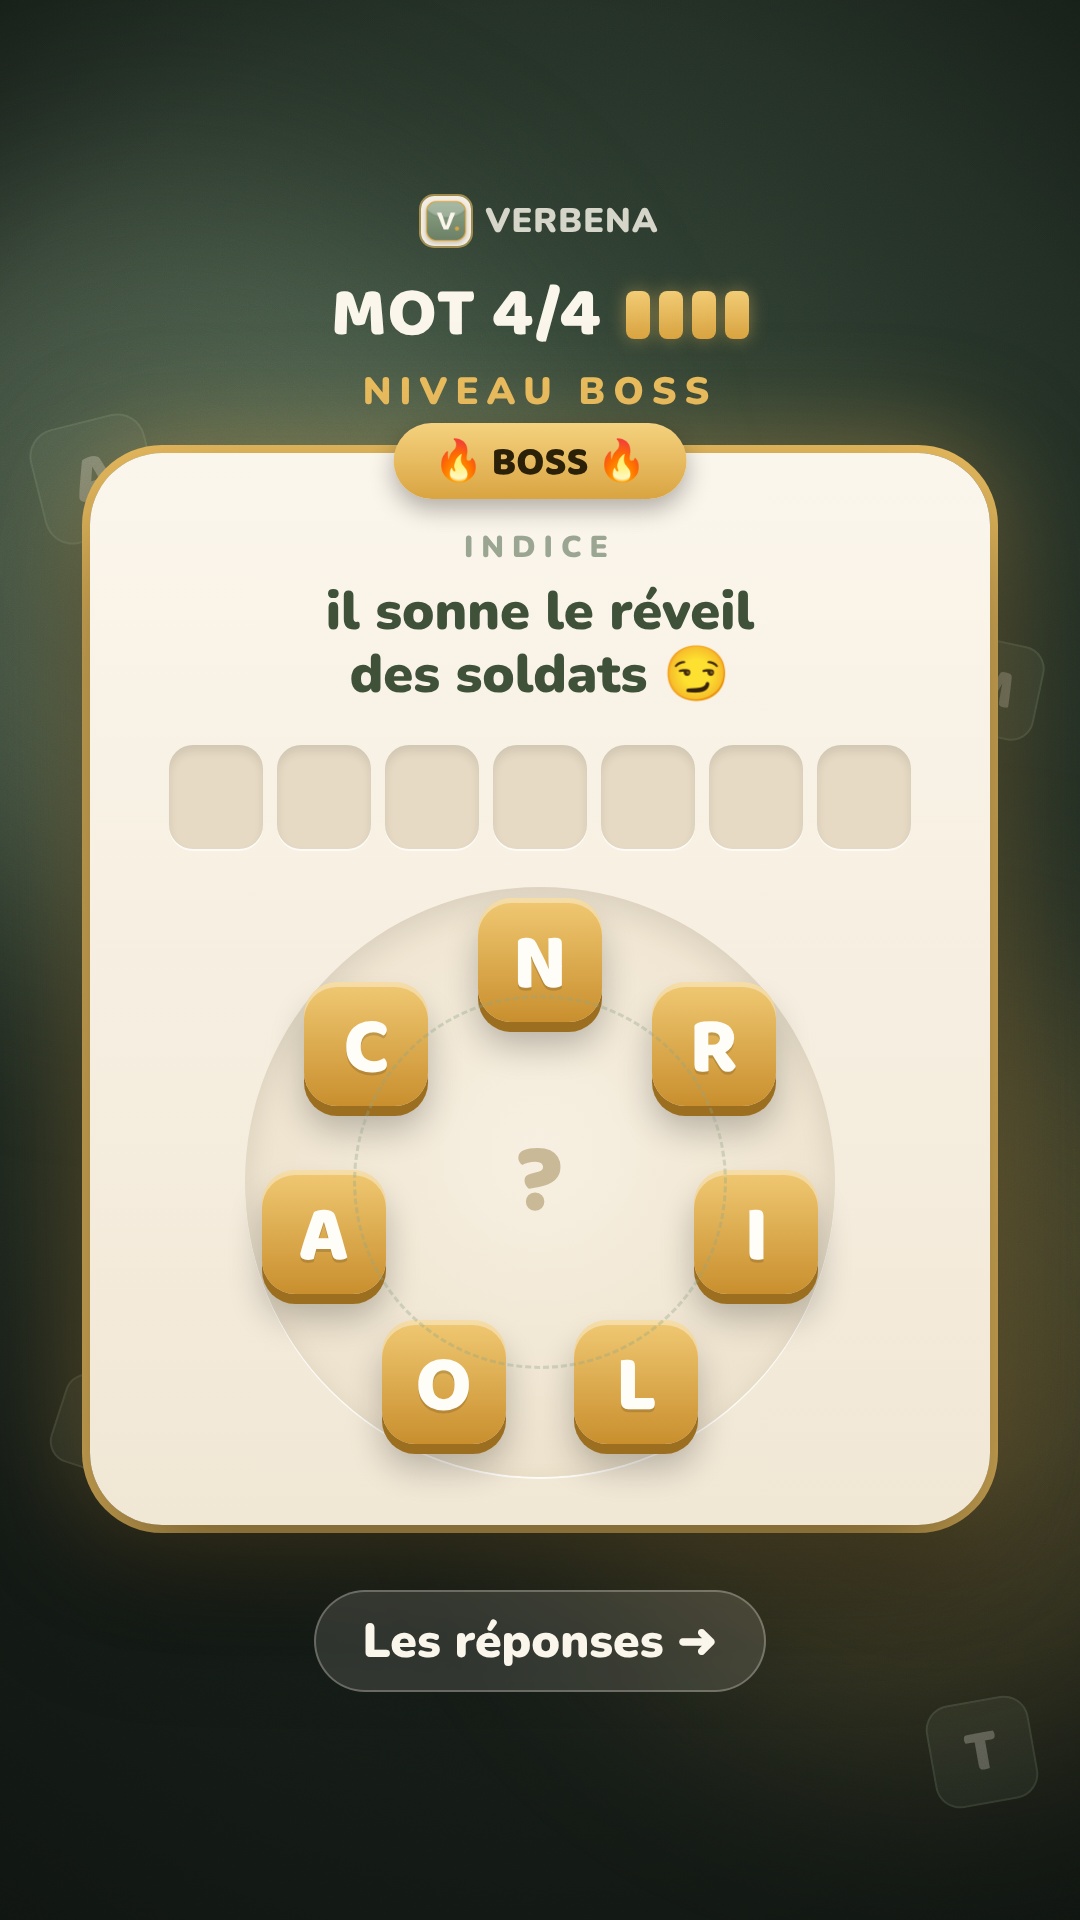 V. VERBENA
MOT 4/4
NIVEAU BOSS
🔥 BOSS 🔥
INDICE
il sonne le réveil
des soldats 😏
N
C
R
?
A
I
O
L
Les réponses ➜
T